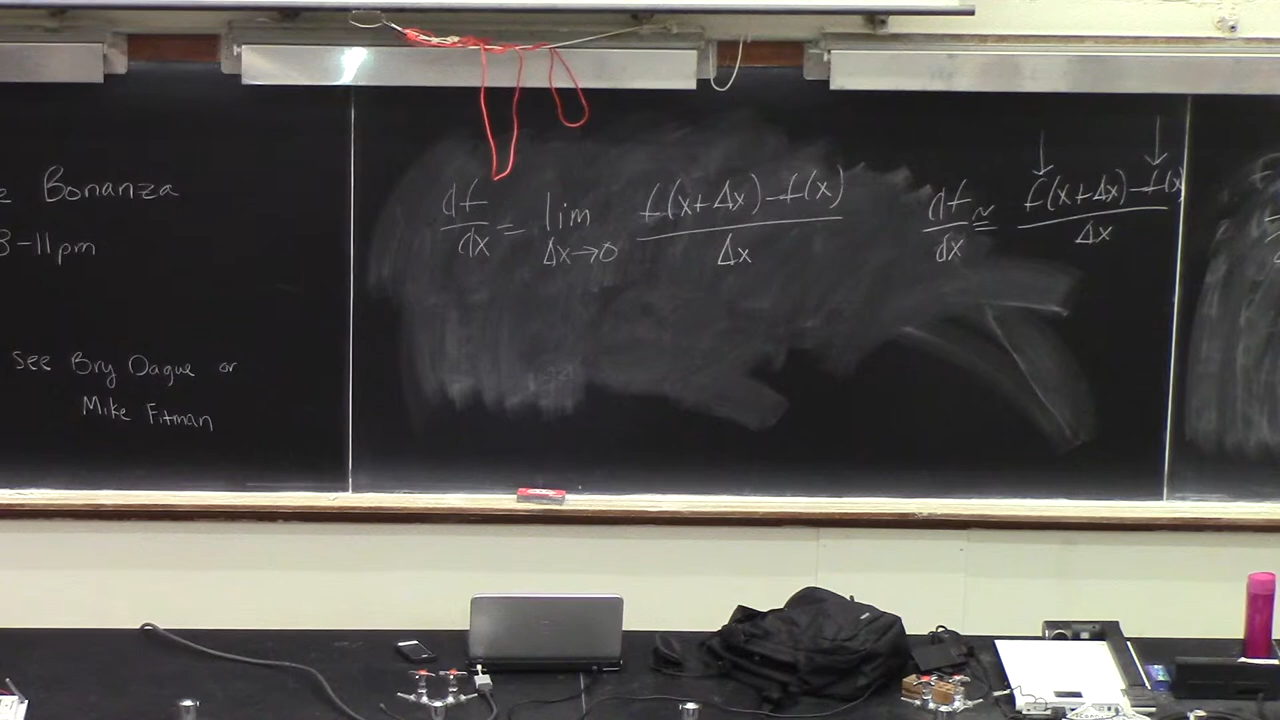 Bonanza
8-11pm
see Bry Dague or
Mike Fitman
df/dx = lim Δx→0 f(x+Δx)-f(x)/Δx
df/dx ≅ f(x+Δx)-f(x)/Δx